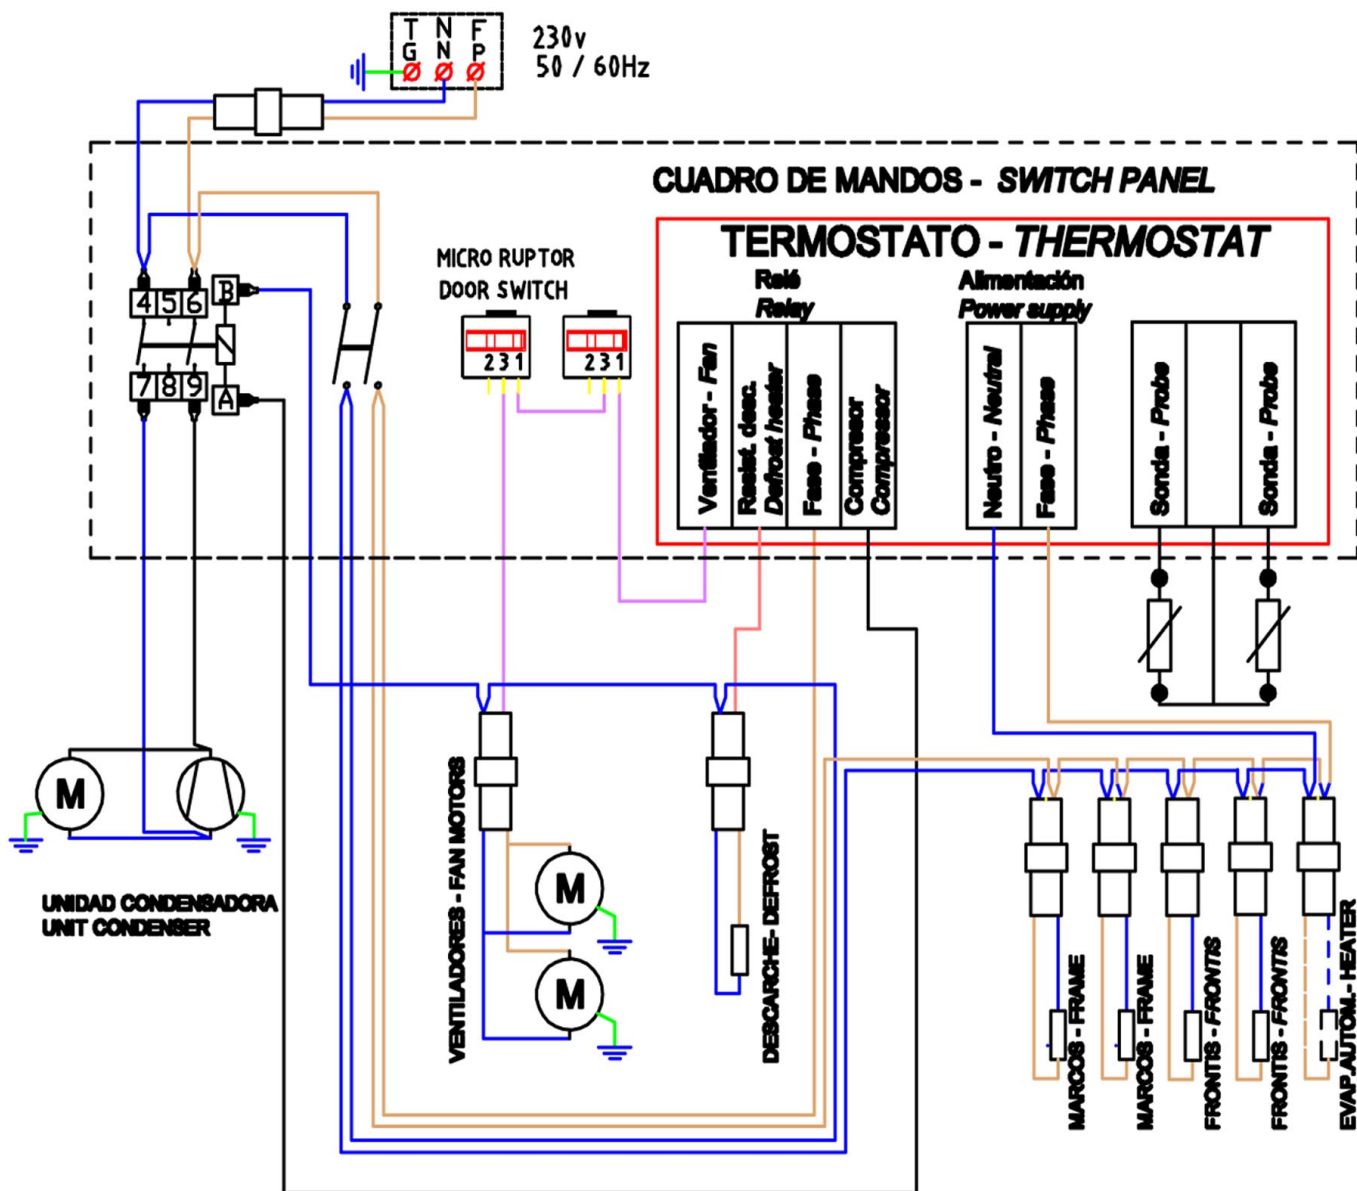 T N F
G N P
230v
50 / 60Hz
CUADRO DE MANDOS - SWITCH PANEL
TERMOSTATO - THERMOSTAT
MICRO RUPTOR
DOOR SWITCH
Relé
Relay
Alimentación
Power supply
4 5 6 B
7 8 9 A
2 3 1
2 3 1
Ventilador - Fan
Resist. desc.
Defrost heater
Fase - Phase
Compresor
Compressor
Neutro - Neutral
Fase - Phase
Sonda - Probe
Sonda - Probe
M
UNIDAD CONDENSADORA
UNIT CONDENSER
VENTILADORES - FAN MOTORS
M
M
DESCARCHE- DEFROST
MARCOS - FRAME
MARCOS - FRAME
FRONTIS - FRONTIS
FRONTIS - FRONTIS
EVAP.AUTOM.- HEATER